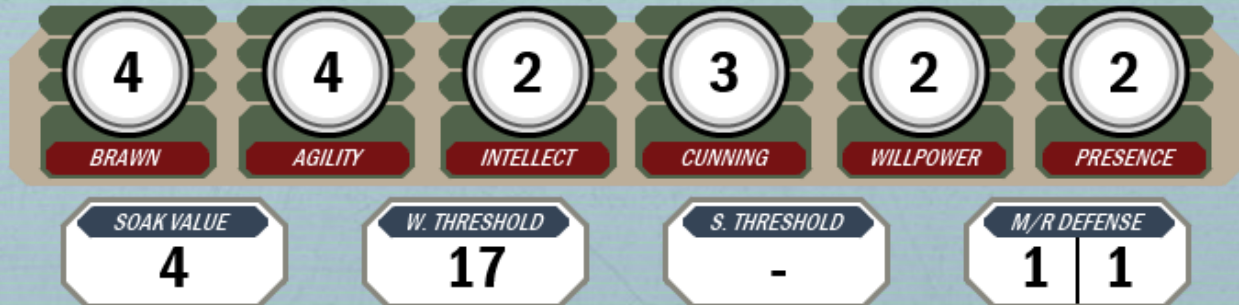 4 4 2 3 2 2
BRAWN AGILITY INTELLECT CUNNING WILLPOWER PRESENCE
SOAK VALUE W. THRESHOLD S. THRESHOLD M/R DEFENSE
4 17 - 1 1